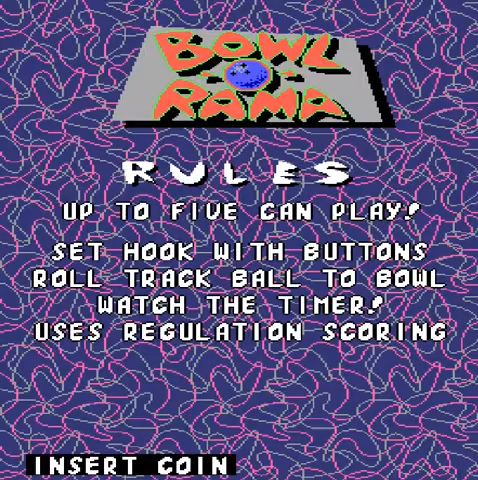 BOWL
RAMA
RULES
UP TO FIVE CAN PLAY!
SET HOOK WITH BUTTONS
ROLL TRACK BALL TO BOWL
WATCH THE TIMER!
USES REGULATION SCORING
INSERT COIN